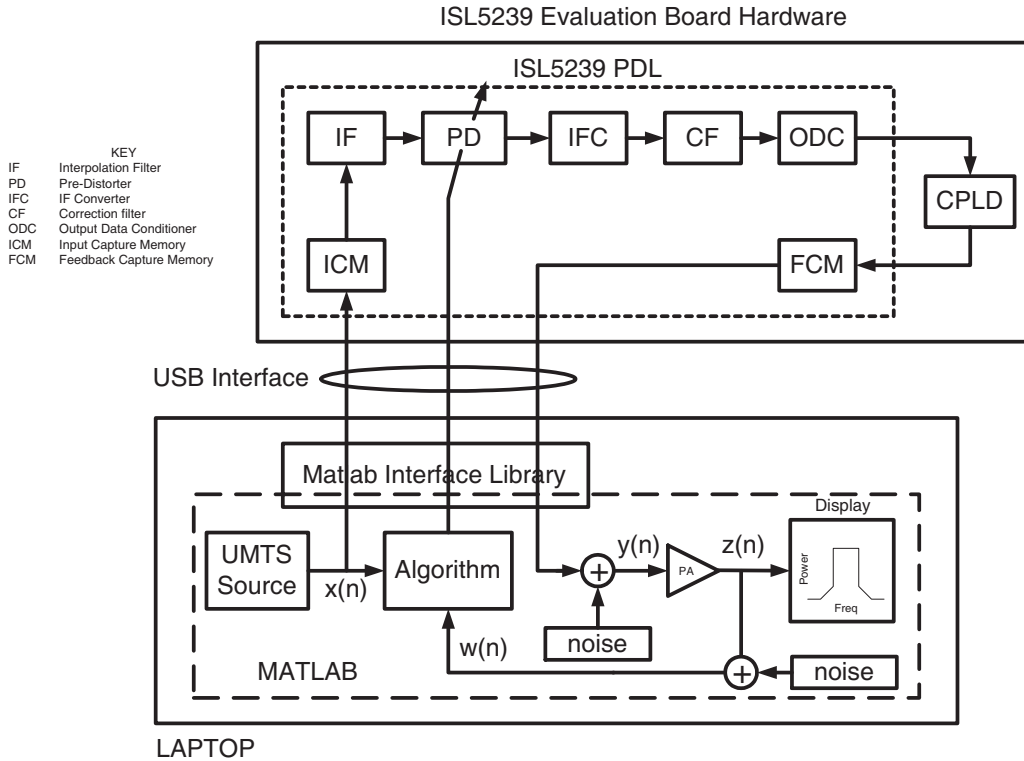 ISL5239 Evaluation Board Hardware
ISL5239 PDL
IF
PD
IFC
CF
ODC
CPLD
ICM
FCM
KEY
IF Interpolation Filter
PD Pre-Distorter
IFC IF Converter
CF Correction filter
ODC Output Data Conditioner
ICM Input Capture Memory
FCM Feedback Capture Memory
USB Interface
Matlab Interface Library
Display
UMTS
Source
x(n)
Algorithm
y(n)
PA
z(n)
Power
Freq
noise
w(n)
noise
MATLAB
LAPTOP